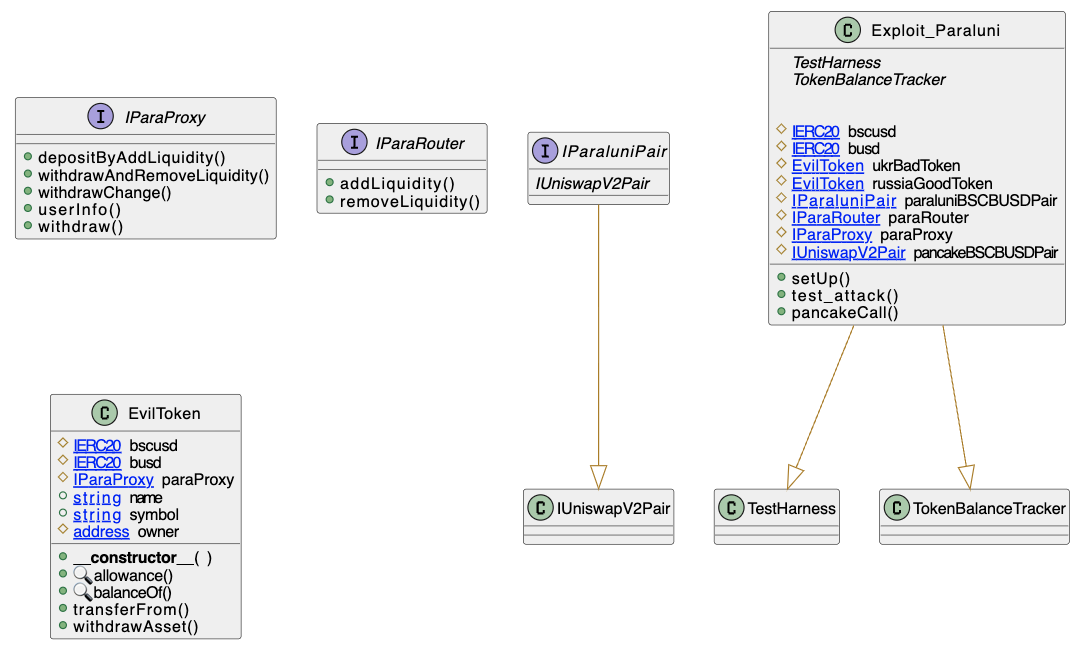 I IParaProxy
depositByAddLiquidity()
withdrawAndRemoveLiquidity()
withdrawChange()
userInfo()
withdraw()
I IParaRouter
addLiquidity()
removeLiquidity()
I IParaluniPair
IUniswapV2Pair
C Exploit_Paraluni
TestHarness
TokenBalanceTracker
IERC20 bscusd
IERC20 busd
EvilToken ukrBadToken
EvilToken russiaGoodToken
IParaluniPair paraluniBSCBUSDPair
IParaRouter paraRouter
IParaProxy paraProxy
IUniswapV2Pair pancakeBSCBUSDPair
setUp()
test_attack()
pancakeCall()
C EvilToken
IERC20 bscusd
IERC20 busd
IParaProxy paraProxy
string name
string symbol
address owner
__constructor__( )
allowance()
balanceOf()
transferFrom()
withdrawAsset()
C IUniswapV2Pair
C TestHarness
C TokenBalanceTracker